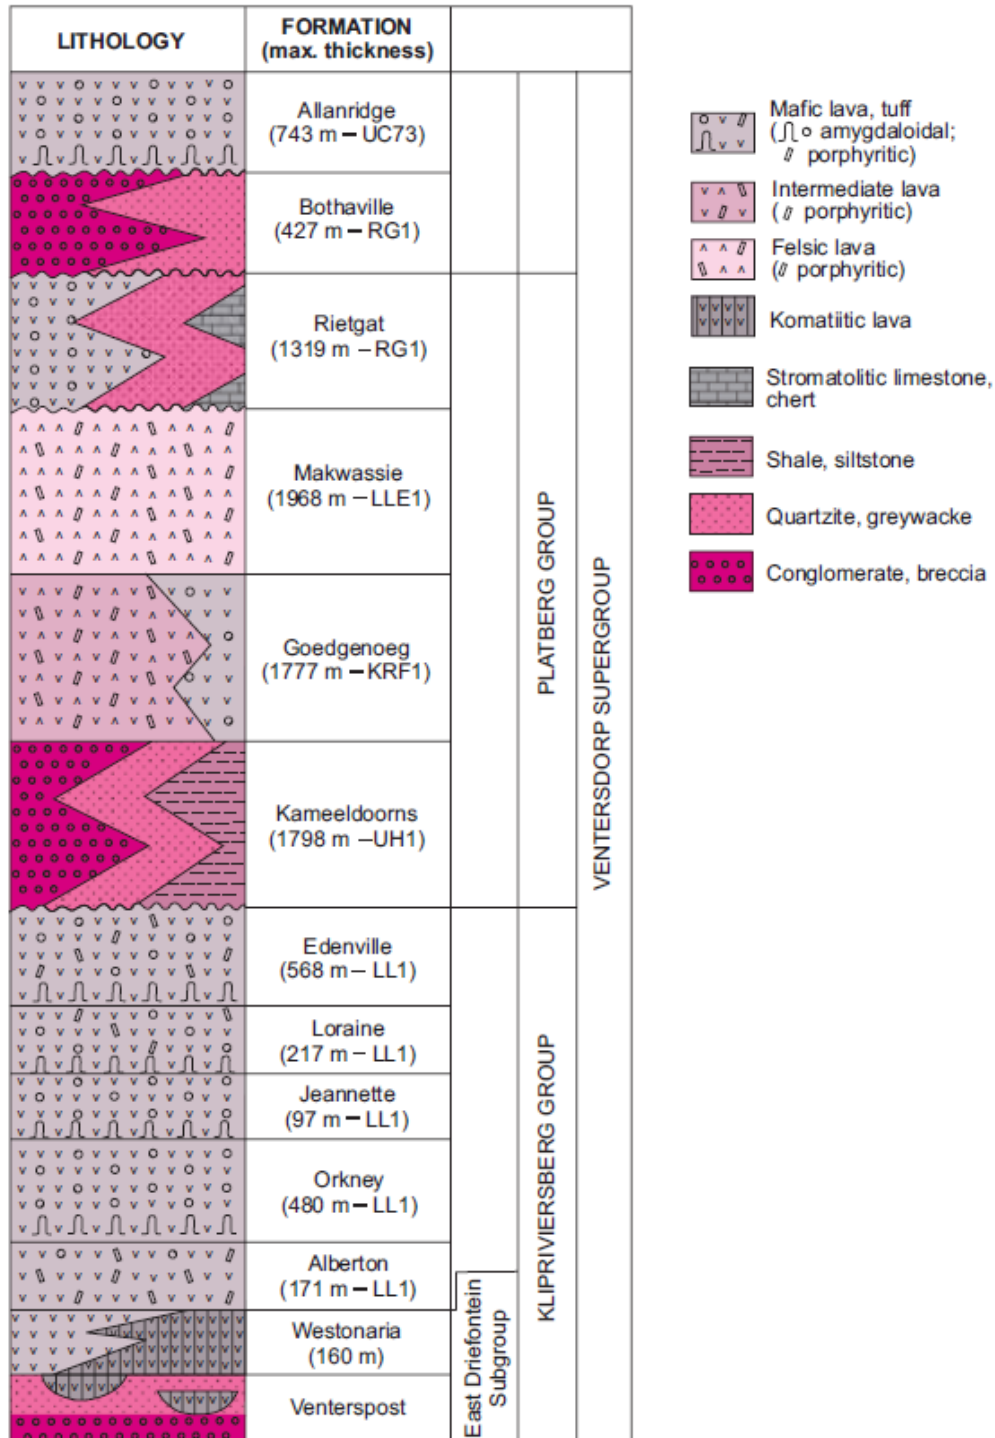 LITHOLOGY
FORMATION
(max. thickness)
Allanridge
(743 m – UC73)
Bothaville
(427 m – RG1)
Rietgat
(1319 m – RG1)
Makwassie
(1968 m – LLE1)
Goedgenoeg
(1777 m – KRF1)
Kameeldoorns
(1798 m –UH1)
Edenville
(568 m – LL1)
Loraine
(217 m – LL1)
Jeannette
(97 m – LL1)
Orkney
(480 m – LL1)
Alberton
(171 m – LL1)
Westonaria
(160 m)
Venterspost
East Driefontein
Subgroup
PLATBERG GROUP
KLIPRIVIERSBERG GROUP
VENTERSDORP SUPERGROUP
Mafic lava, tuff
( amygdaloidal;
porphyritic)
Intermediate lava
( porphyritic)
Felsic lava
( porphyritic)
Komatiitic lava
Stromatolitic limestone,
chert
Shale, siltstone
Quartzite, greywacke
Conglomerate, breccia